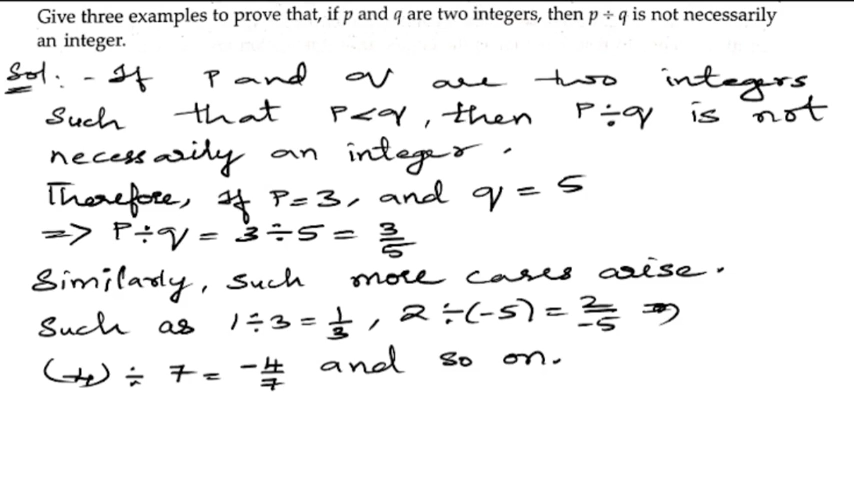 Give three examples to prove that, if p and q are two integers, then p ÷ q is not necessarily
an integer.
Sol: - If P and q are two integers
Such that P < q, then P ÷ q is not
necessarily an integer.
Therefore, If P = 3, and q = 5
=> P ÷ q = 3 ÷ 5 = 3/5
Similarly, such more cases arise.
Such as 1 ÷ 3 = 1/3, 2 ÷ (-5) = 2/-5 =>
(-4) ÷ 7 = -4/7 and so on.